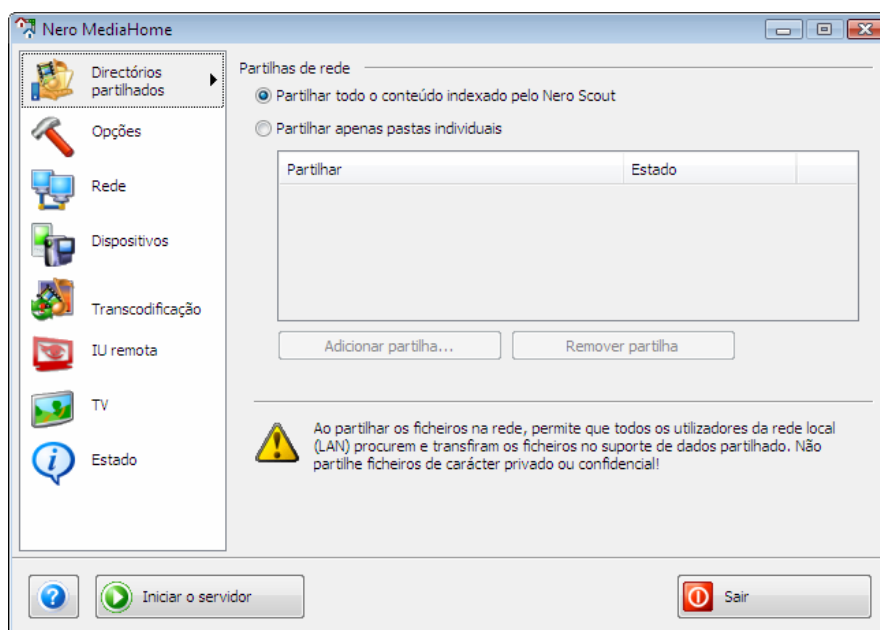 Nero MediaHome
Directórios
partilhados
Opções
Rede
Dispositivos
Transcodificação
IU remota
TV
Estado
Partilhas de rede
Partilhar todo o conteúdo indexado pelo Nero Scout
Partilhar apenas pastas individuais
Partilhar Estado
Adicionar partilha... Remover partilha
Ao partilhar os ficheiros na rede, permite que todos os utilizadores da rede local
(LAN) procurem e transfiram os ficheiros no suporte de dados partilhado. Não
partilhe ficheiros de carácter privado ou confidencial!
? Iniciar o servidor Sair